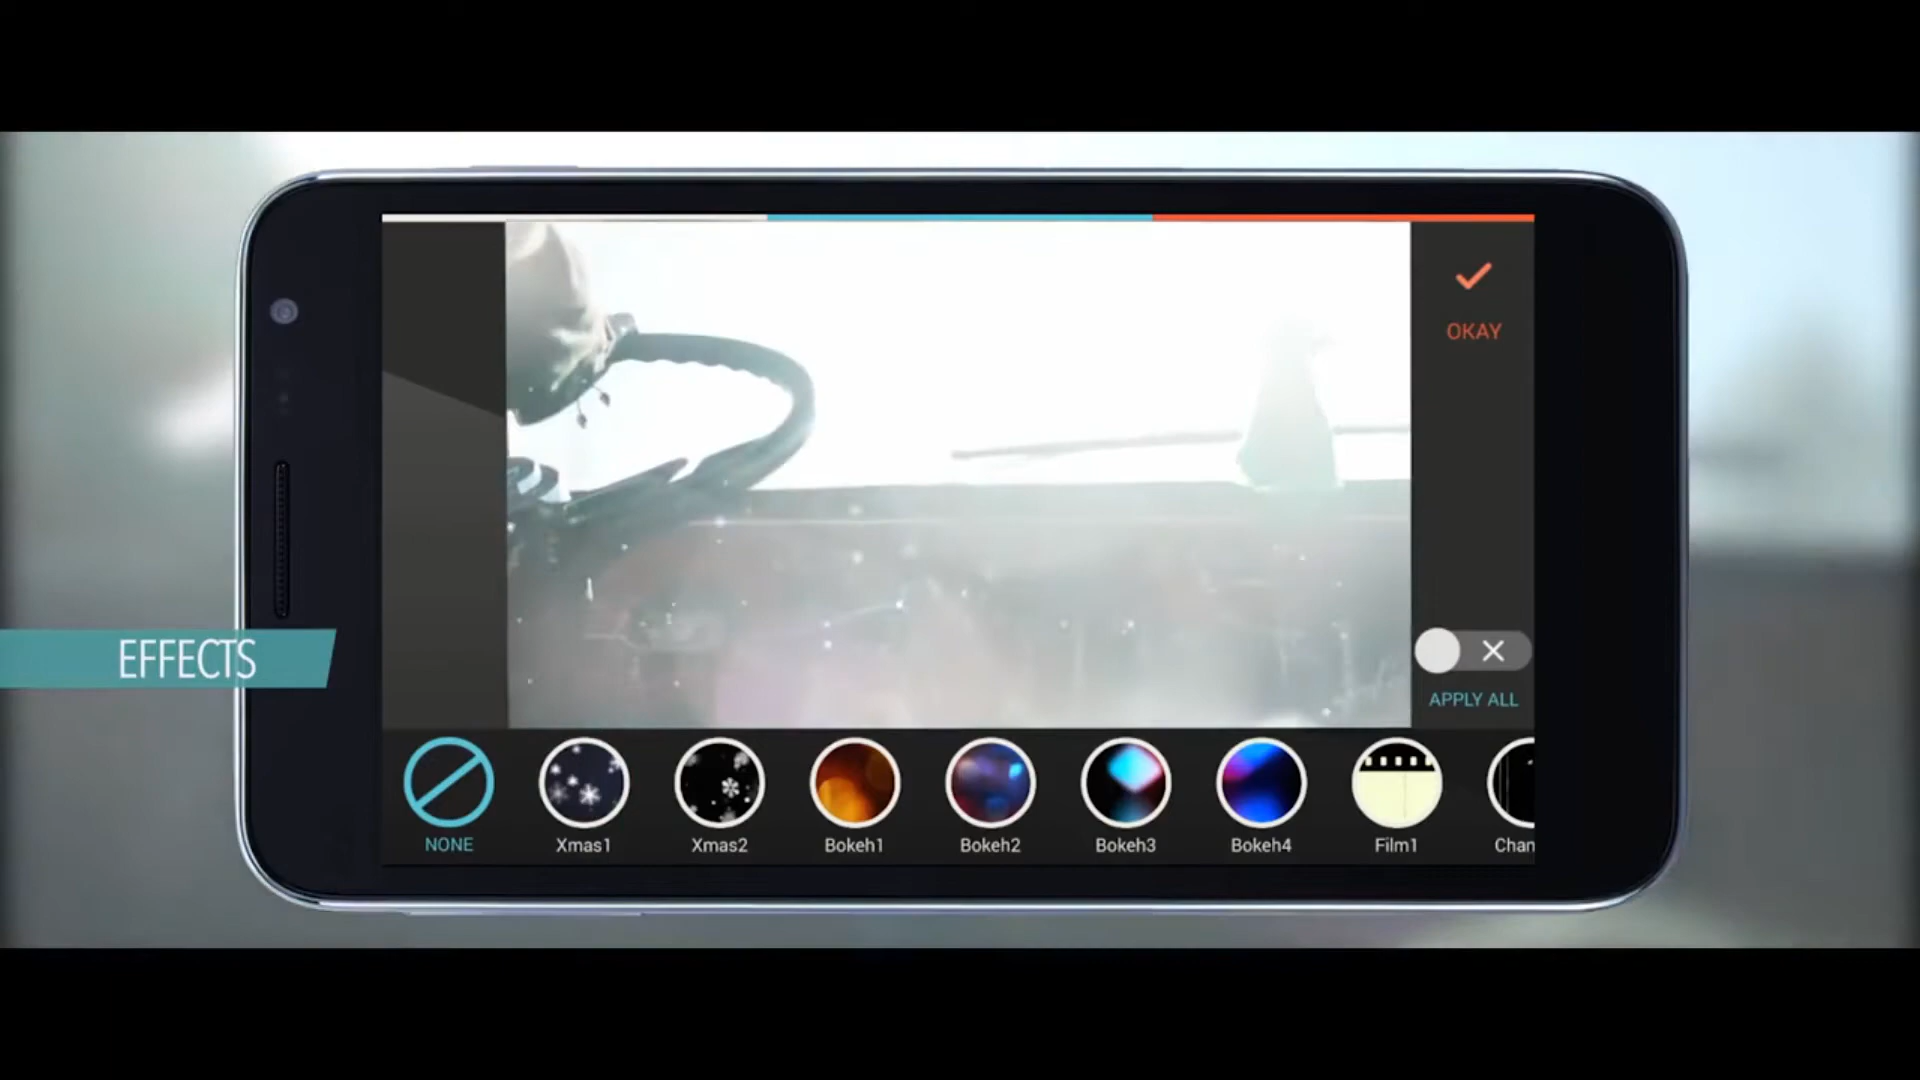 OKAY
EFFECTS
APPLY ALL
NONE
Xmas1
Xmas2
Bokeh1
Bokeh2
Bokeh3
Bokeh4
Film1
Chan